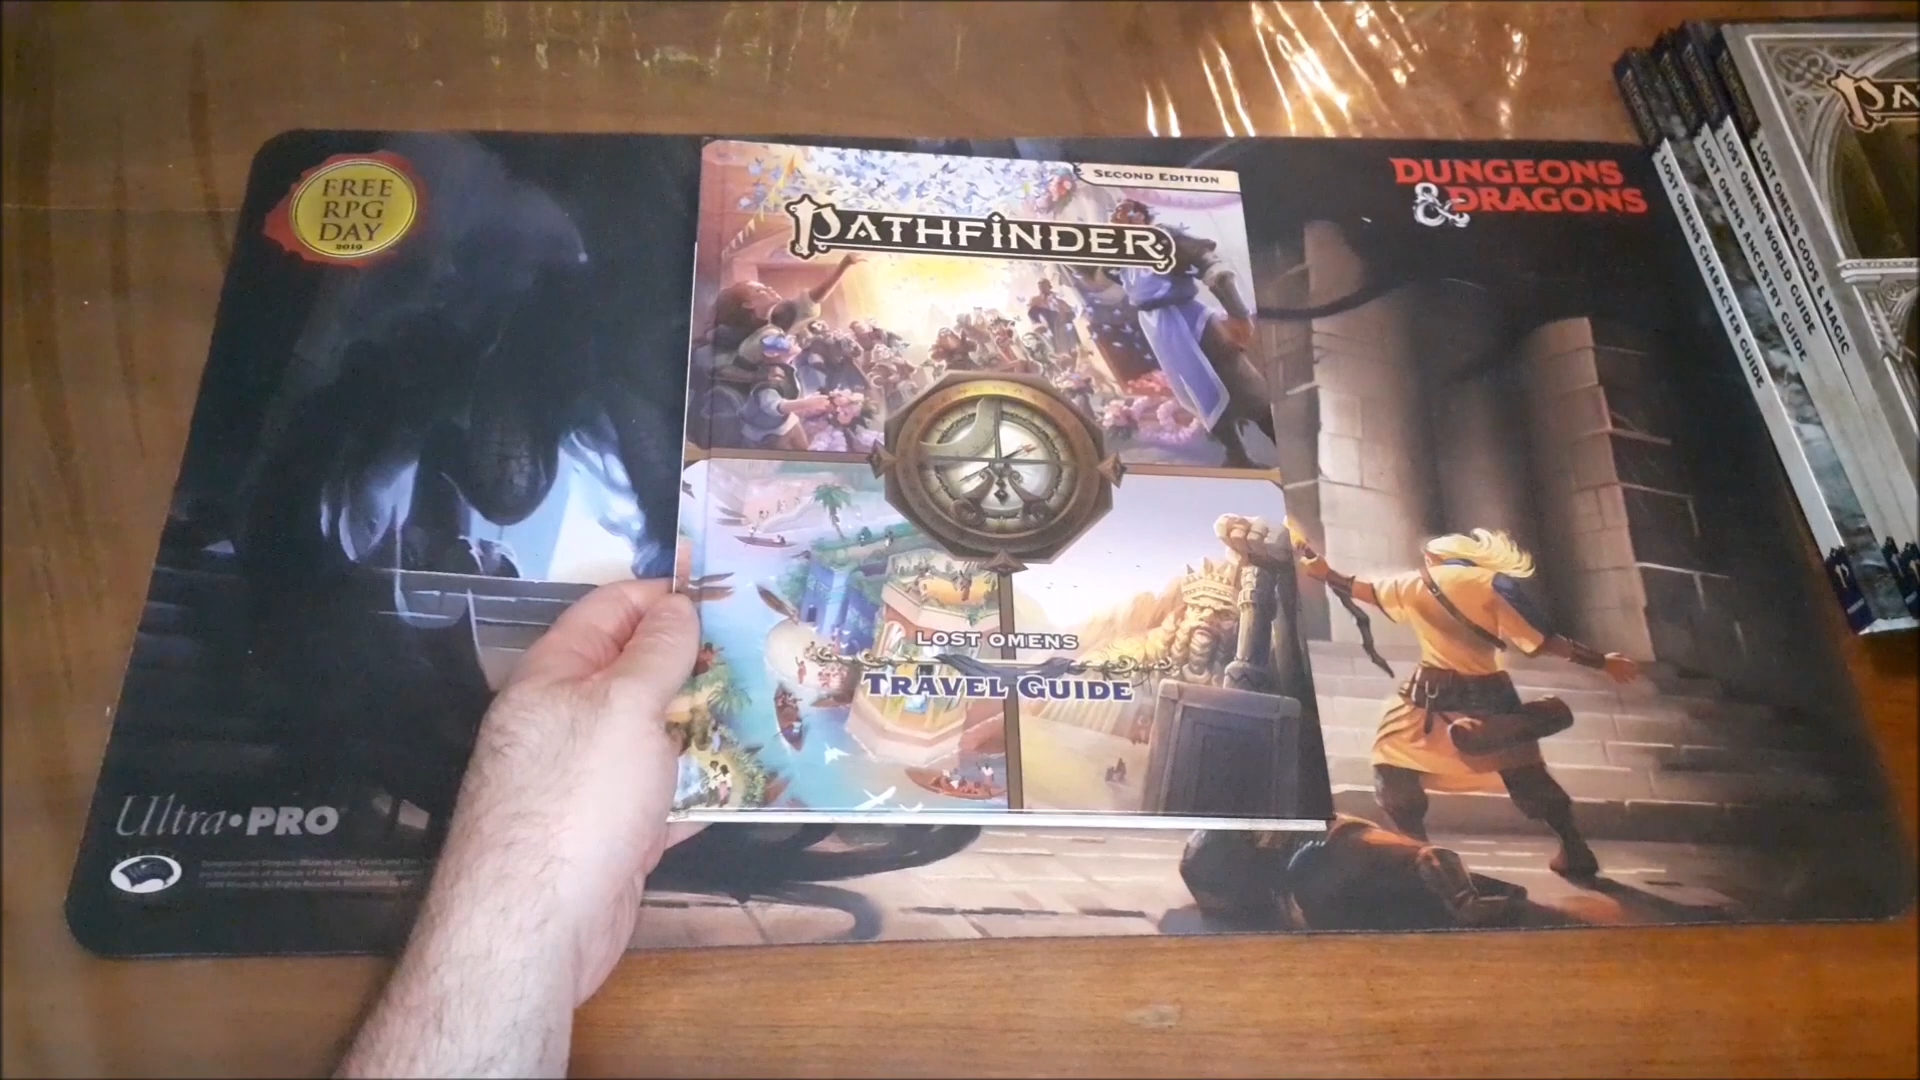 FREE
RPG
DAY
2019
SECOND EDITION
PATHFINDER
DUNGEONS
& DRAGONS
LOST OMENS
TRAVEL GUIDE
Ultra•PRO
LOST OMENS CHARACTER GUIDE
LOST OMENS ANCESTRY GUIDE
LOST OMENS WORLD GUIDE
LOST OMENS GODS & MAGIC
PA